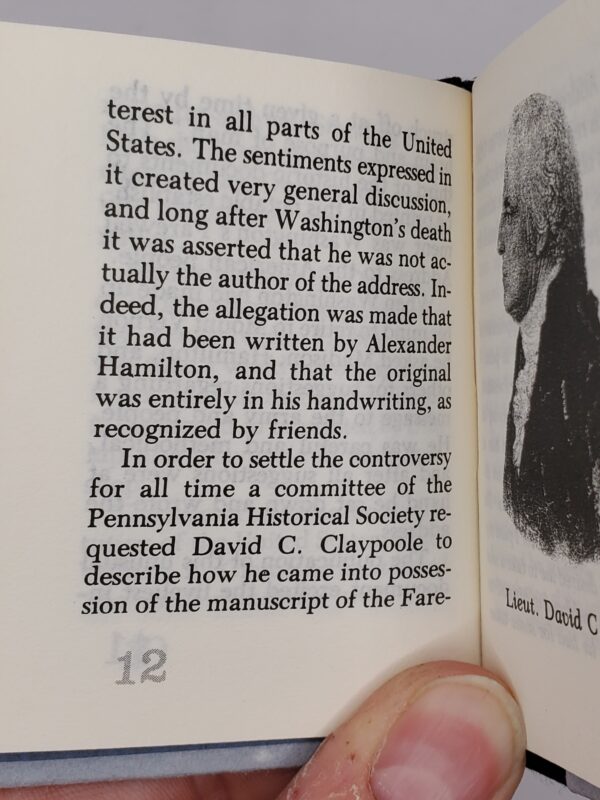 terest in all parts of the United
States. The sentiments expressed in
it created very general discussion,
and long after Washington's death
it was asserted that he was not ac-
tually the author of the address. In-
deed, the allegation was made that
it had been written by Alexander
Hamilton, and that the original
was entirely in his handwriting, as
recognized by friends.
In order to settle the controversy
for all time a committee of the
Pennsylvania Historical Society re-
quested David C. Claypoole to
describe how he came into posses-
sion of the manuscript of the Fare-
12
Lieut. David C